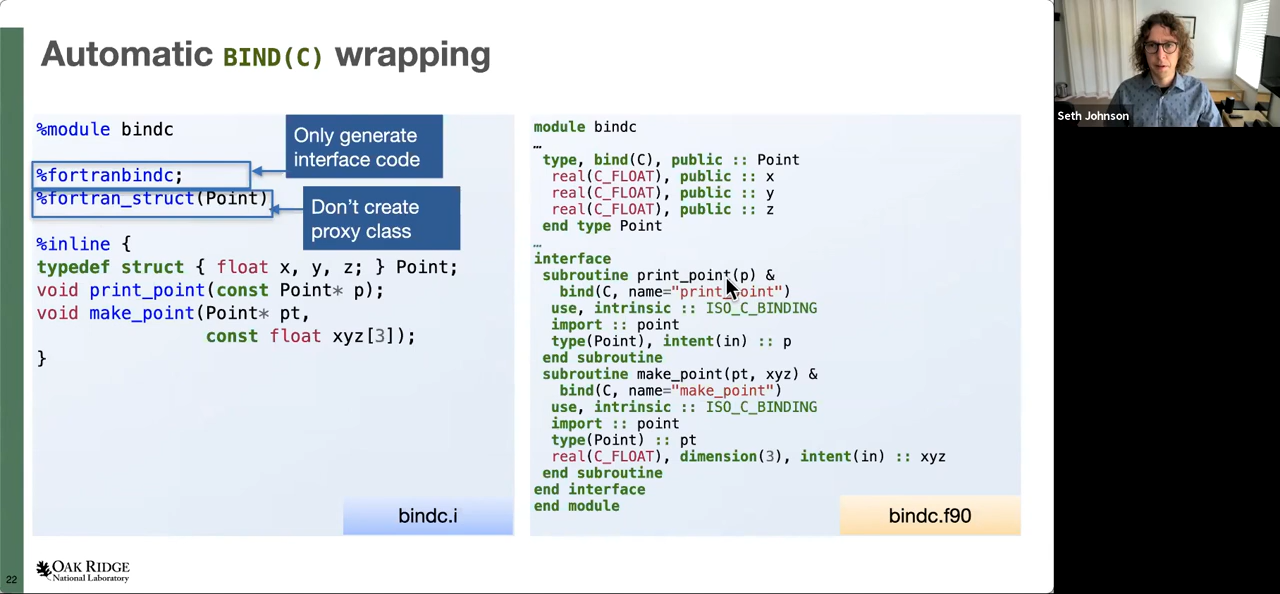 Automatic BIND(C) wrapping
%module bindc
%fortranbindc;
%fortran_struct(Point)
Only generate
interface code
Don't create
proxy class
%inline {
typedef struct { float x, y, z; } Point;
void print_point(const Point* p);
void make_point(Point* pt,
const float xyz[3]);
}
bindc.i
module bindc
…
type, bind(C), public :: Point
real(C_FLOAT), public :: x
real(C_FLOAT), public :: y
real(C_FLOAT), public :: z
end type Point
…
interface
subroutine print_point(p) &
bind(C, name="print_point")
use, intrinsic :: ISO_C_BINDING
import :: point
type(Point), intent(in) :: p
end subroutine
subroutine make_point(pt, xyz) &
bind(C, name="make_point")
use, intrinsic :: ISO_C_BINDING
import :: point
type(Point) :: pt
real(C_FLOAT), dimension(3), intent(in) :: xyz
end subroutine
end interface
end module
bindc.f90
22
OAK RIDGE
National Laboratory
Seth Johnson